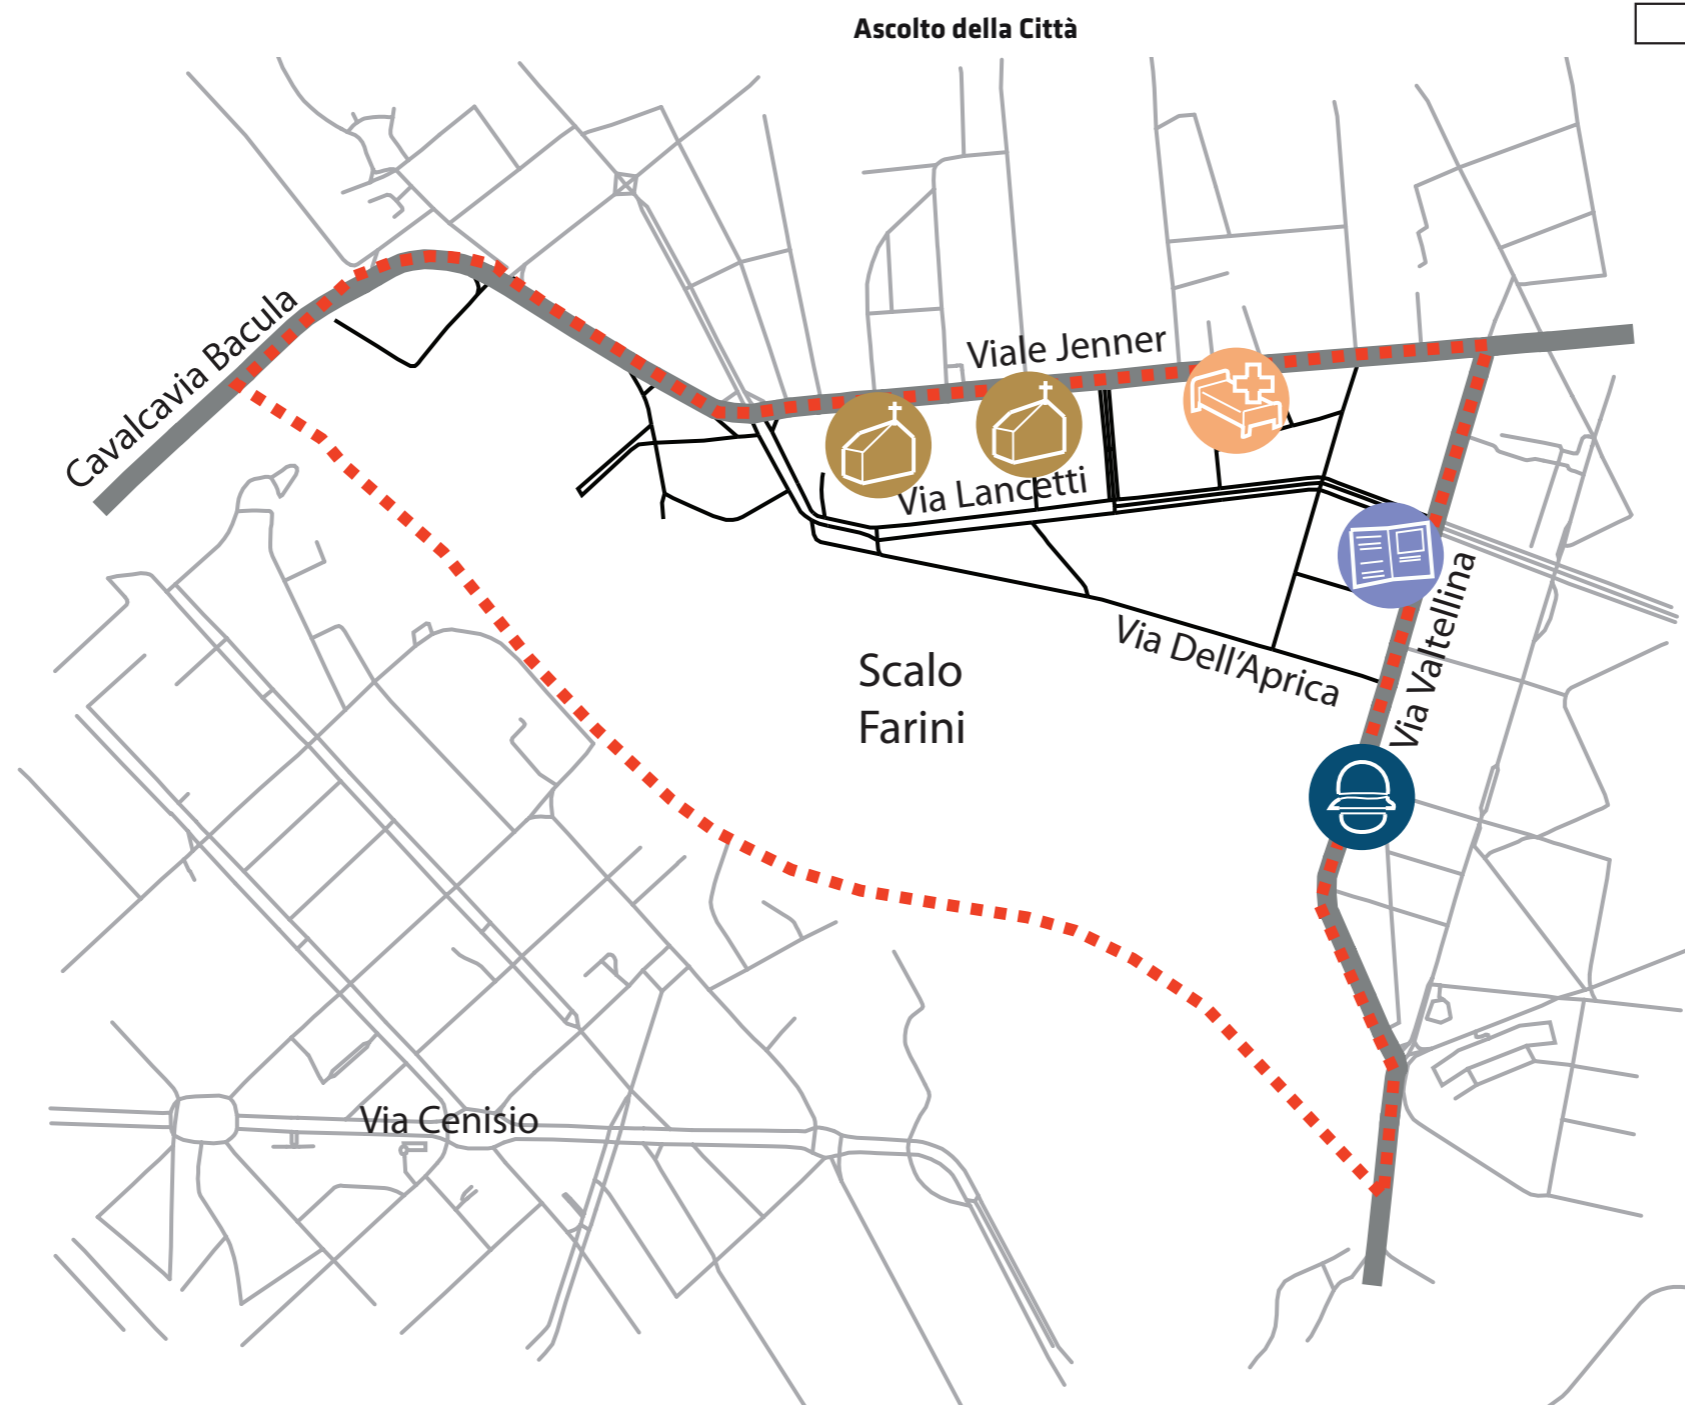 Ascolto della Città
Cavalcavia Bacula
Viale Jenner
Via Lancetti
Via Valtellina
Via Dell'Aprica
Scalo
Farini
Via Cenisio